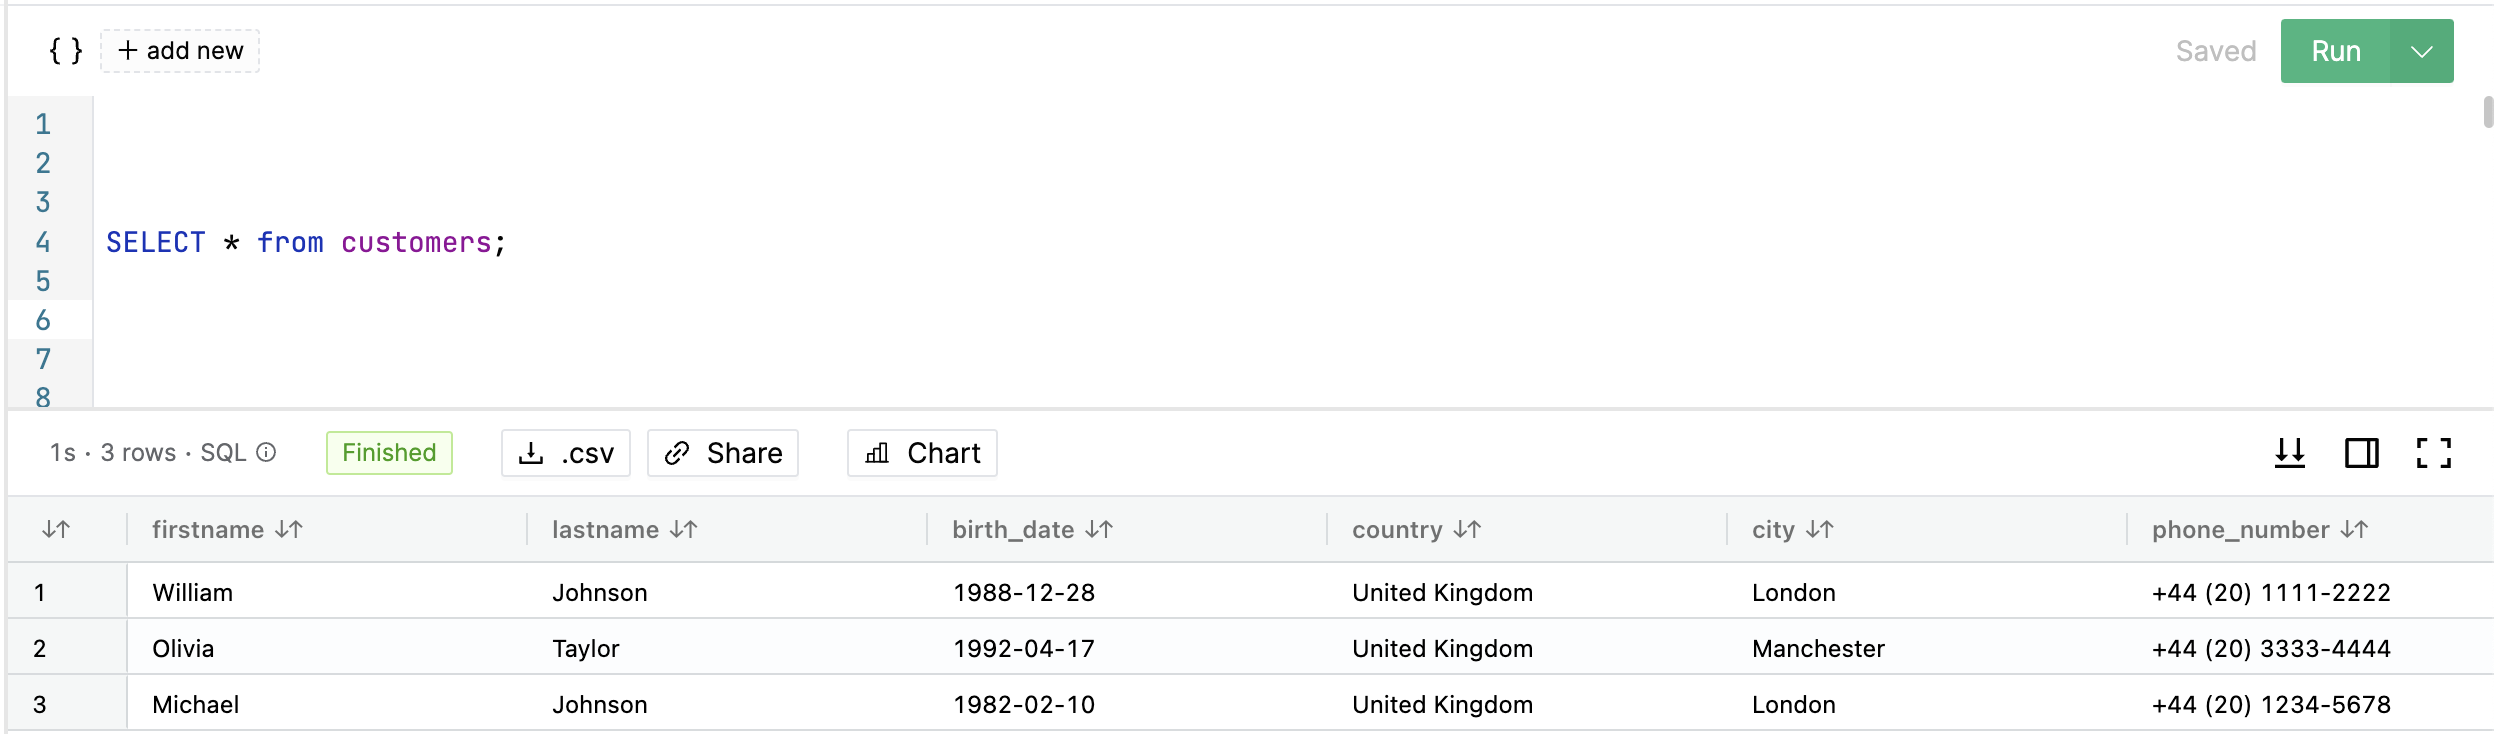 { } + add new Saved Run
1
2
3
4 SELECT * from customers;
5
6
7
8
1s · 3 rows · SQL Finished .csv Share Chart
firstname lastname birth_date country city phone_number
1 William Johnson 1988-12-28 United Kingdom London +44 (20) 1111-2222
2 Olivia Taylor 1992-04-17 United Kingdom Manchester +44 (20) 3333-4444
3 Michael Johnson 1982-02-10 United Kingdom London +44 (20) 1234-5678